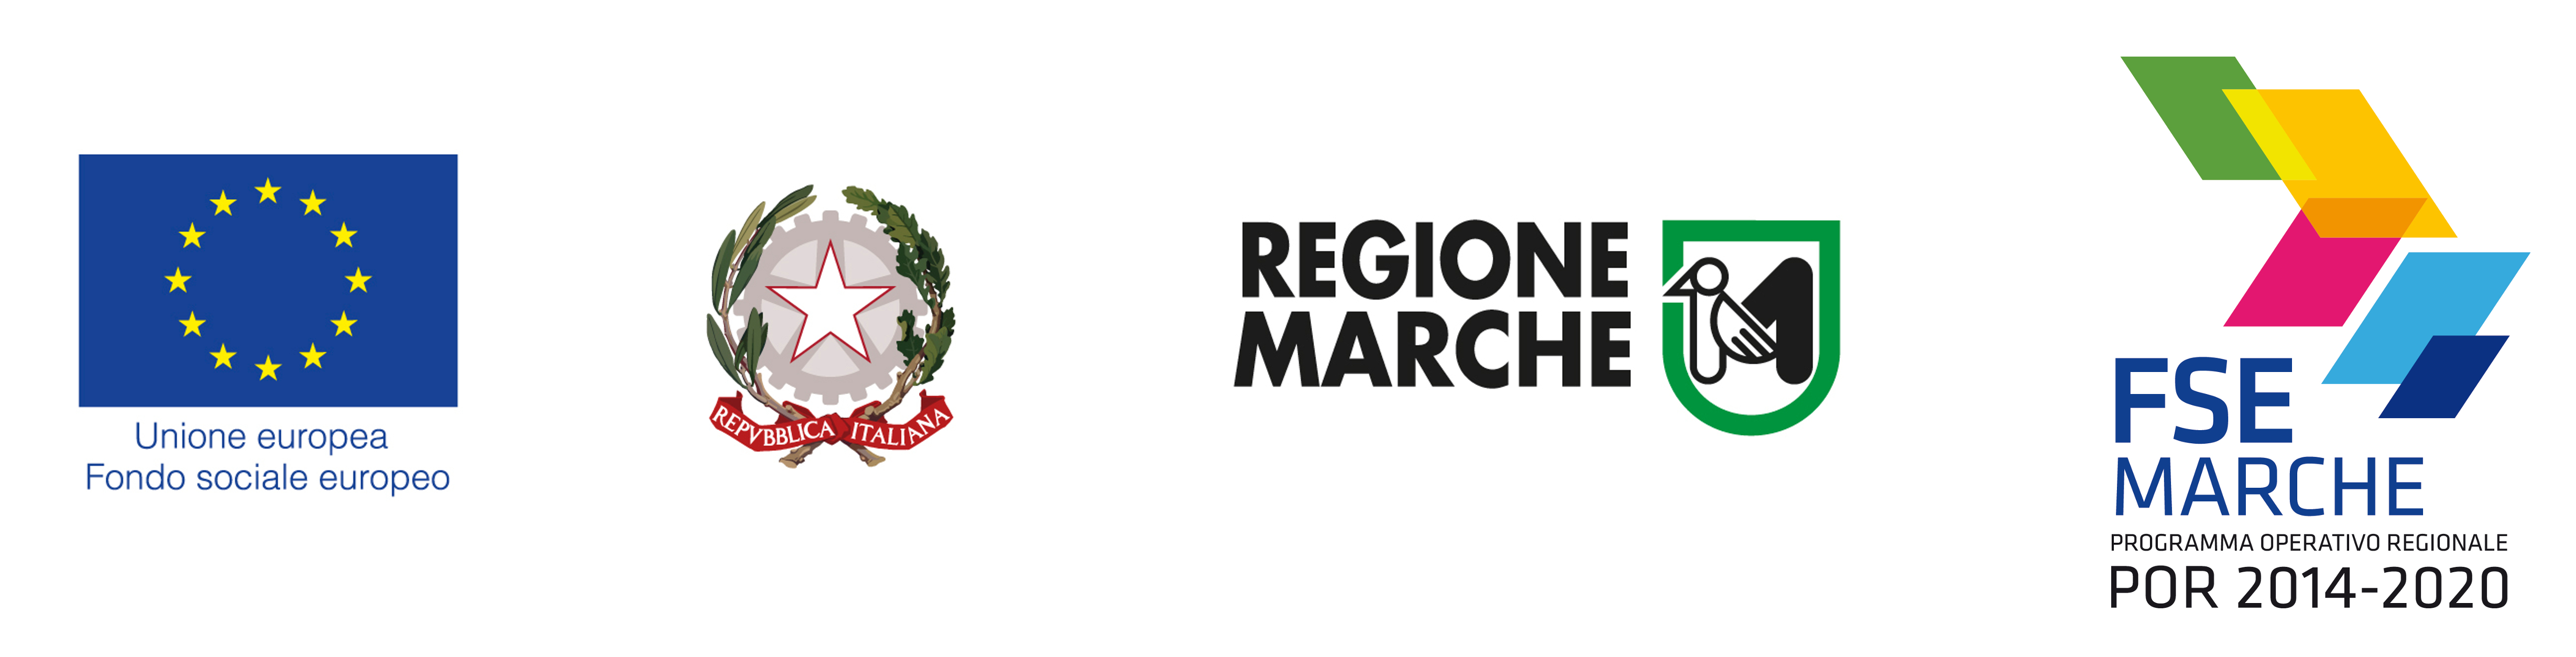 Unione europea
Fondo sociale europeo
REPVBBLICA ITALIANA
REGIONE
MARCHE
FSE
MARCHE
PROGRAMMA OPERATIVO REGIONALE
POR 2014-2020